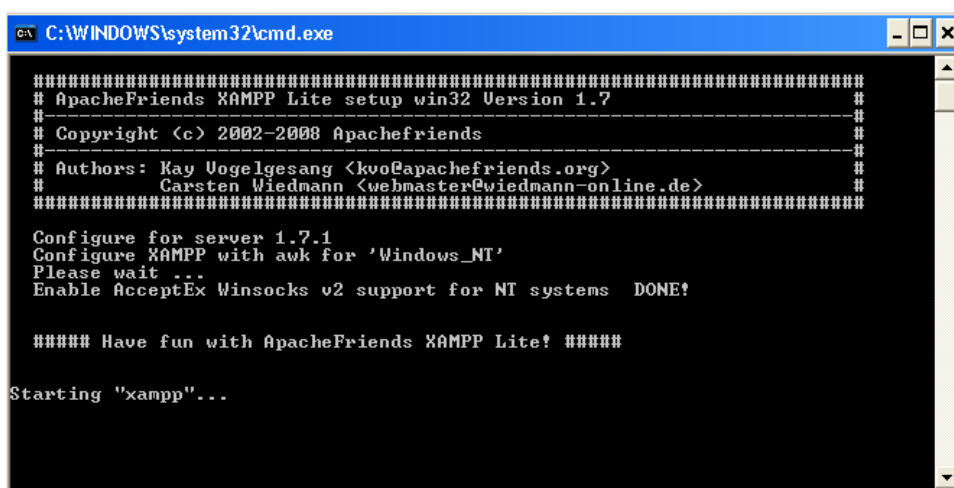 C:\WINDOWS\system32\cmd.exe
########################################################################
# ApacheFriends XAMPP Lite setup win32 Version 1.7                     #
#----------------------------------------------------------------------#
# Copyright (c) 2002-2008 Apachefriends                                #
#----------------------------------------------------------------------#
# Authors: Kay Vogelgesang <kvo@apachefriends.org>                     #
#          Carsten Wiedmann <webmaster@wiedmann-online.de>             #
########################################################################
Configure for server 1.7.1
Configure XAMPP with awk for 'Windows_NT'
Please wait ...
Enable AcceptEx Winsocks v2 support for NT systems  DONE!
##### Have fun with ApacheFriends XAMPP Lite! #####
Starting "xampp"...